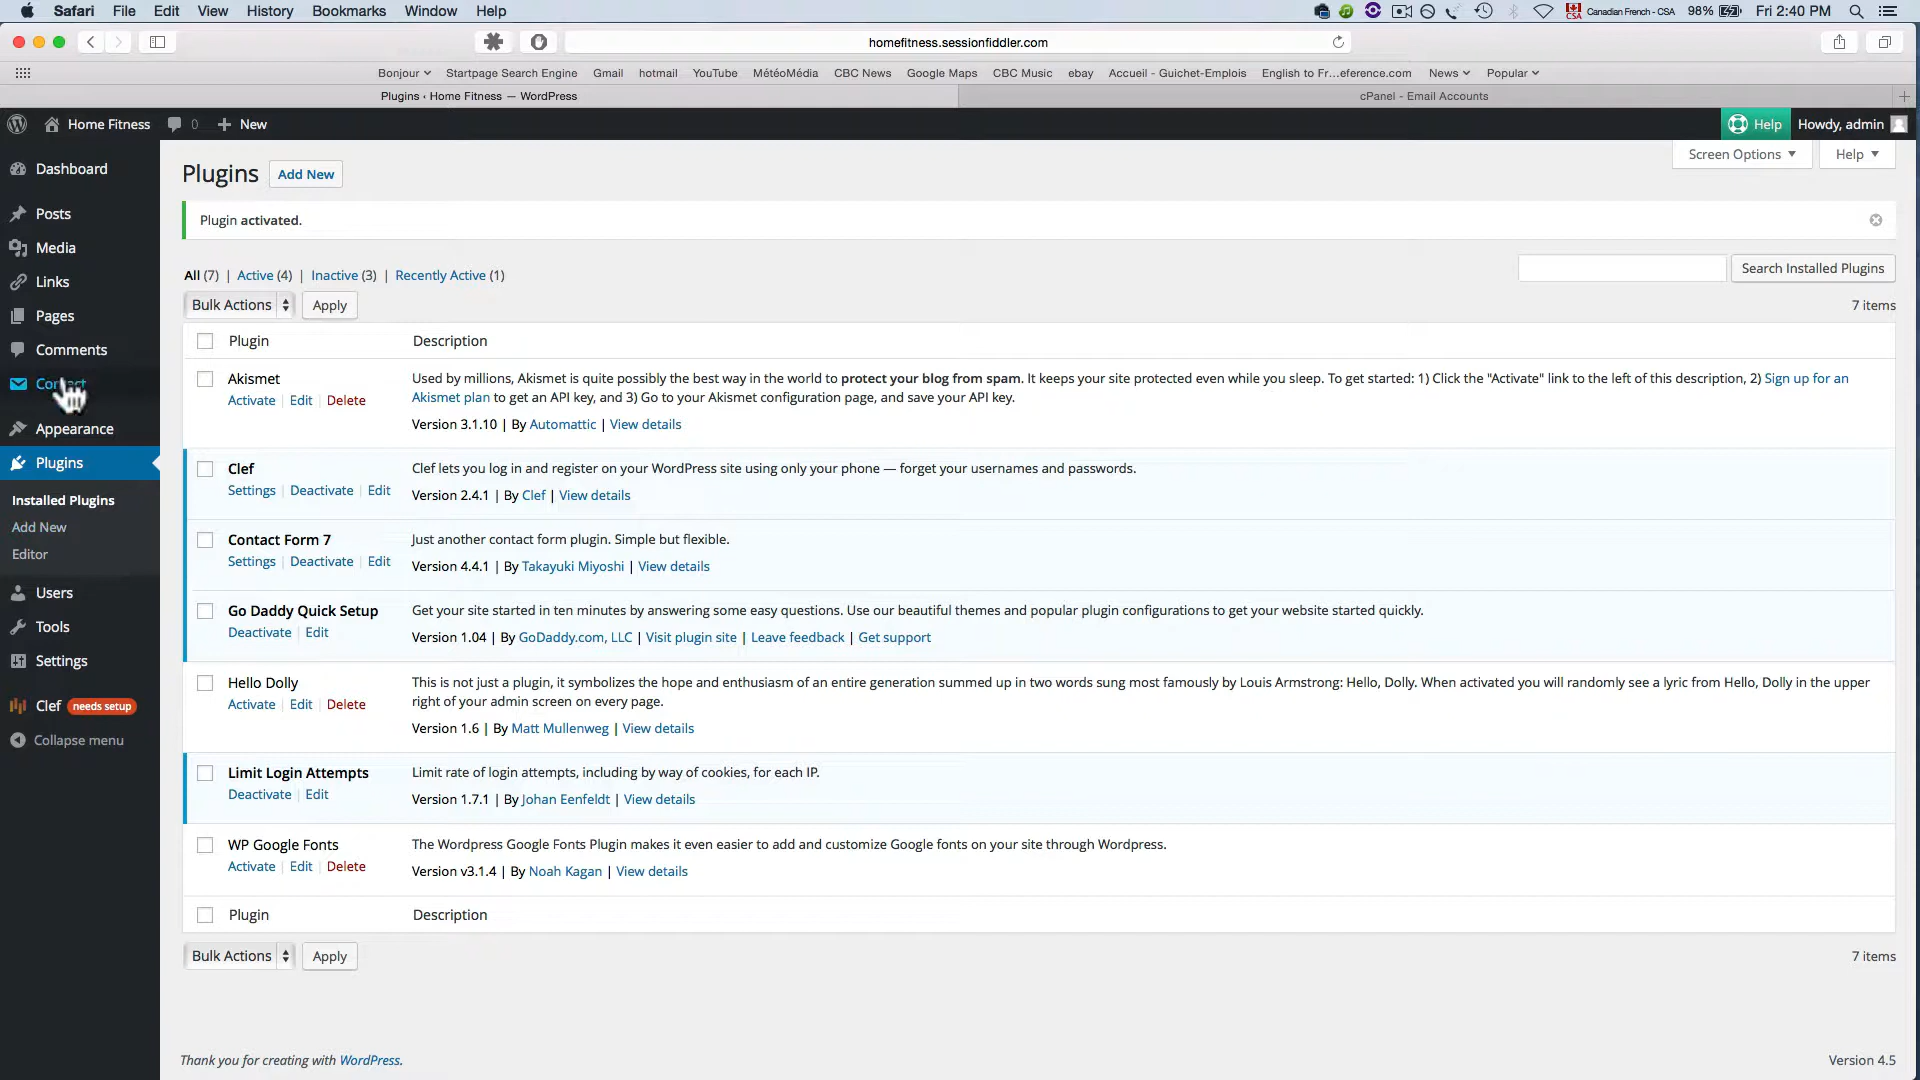 Safari File Edit View History Bookmarks Window Help
Canadian French - CSA 98% Fri 2:40 PM
homefitness.sessionfiddler.com
Bonjour Startpage Search Engine Gmail hotmail YouTube MétéoMédia CBC News Google Maps CBC Music ebay Accueil - Guichet-Emplois English to Fr...eference.com News Popular
Plugins ‹ Home Fitness — WordPress
cPanel - Email Accounts
Home Fitness 0 New
Help Howdy, admin
Dashboard
Posts
Media
Links
Pages
Comments
Appearance
Plugins
Installed Plugins
Add New
Editor
Users
Tools
Settings
Clef needs setup
Collapse menu
Screen Options Help
Plugins Add New
Plugin activated.
All (7) | Active (4) | Inactive (3) | Recently Active (1)
Search Installed Plugins
Bulk Actions Apply
7 items
Plugin Description
Akismet
Activate | Edit | Delete
Used by millions, Akismet is quite possibly the best way in the world to protect your blog from spam. It keeps your site protected even while you sleep. To get started: 1) Click the "Activate" link to the left of this description, 2) Sign up for an
Akismet plan to get an API key, and 3) Go to your Akismet configuration page, and save your API key.
Version 3.1.10 | By Automattic | View details
Clef
Settings | Deactivate | Edit
Clef lets you log in and register on your WordPress site using only your phone — forget your usernames and passwords.
Version 2.4.1 | By Clef | View details
Contact Form 7
Settings | Deactivate | Edit
Just another contact form plugin. Simple but flexible.
Version 4.4.1 | By Takayuki Miyoshi | View details
Go Daddy Quick Setup
Deactivate | Edit
Get your site started in ten minutes by answering some easy questions. Use our beautiful themes and popular plugin configurations to get your website started quickly.
Version 1.04 | By GoDaddy.com, LLC | Visit plugin site | Leave feedback | Get support
Hello Dolly
Activate | Edit | Delete
This is not just a plugin, it symbolizes the hope and enthusiasm of an entire generation summed up in two words sung most famously by Louis Armstrong: Hello, Dolly. When activated you will randomly see a lyric from Hello, Dolly in the upper
right of your admin screen on every page.
Version 1.6 | By Matt Mullenweg | View details
Limit Login Attempts
Deactivate | Edit
Limit rate of login attempts, including by way of cookies, for each IP.
Version 1.7.1 | By Johan Eenfeldt | View details
WP Google Fonts
Activate | Edit | Delete
The Wordpress Google Fonts Plugin makes it even easier to add and customize Google fonts on your site through Wordpress.
Version v3.1.4 | By Noah Kagan | View details
Plugin Description
Bulk Actions Apply
7 items
Thank you for creating with WordPress.
Version 4.5